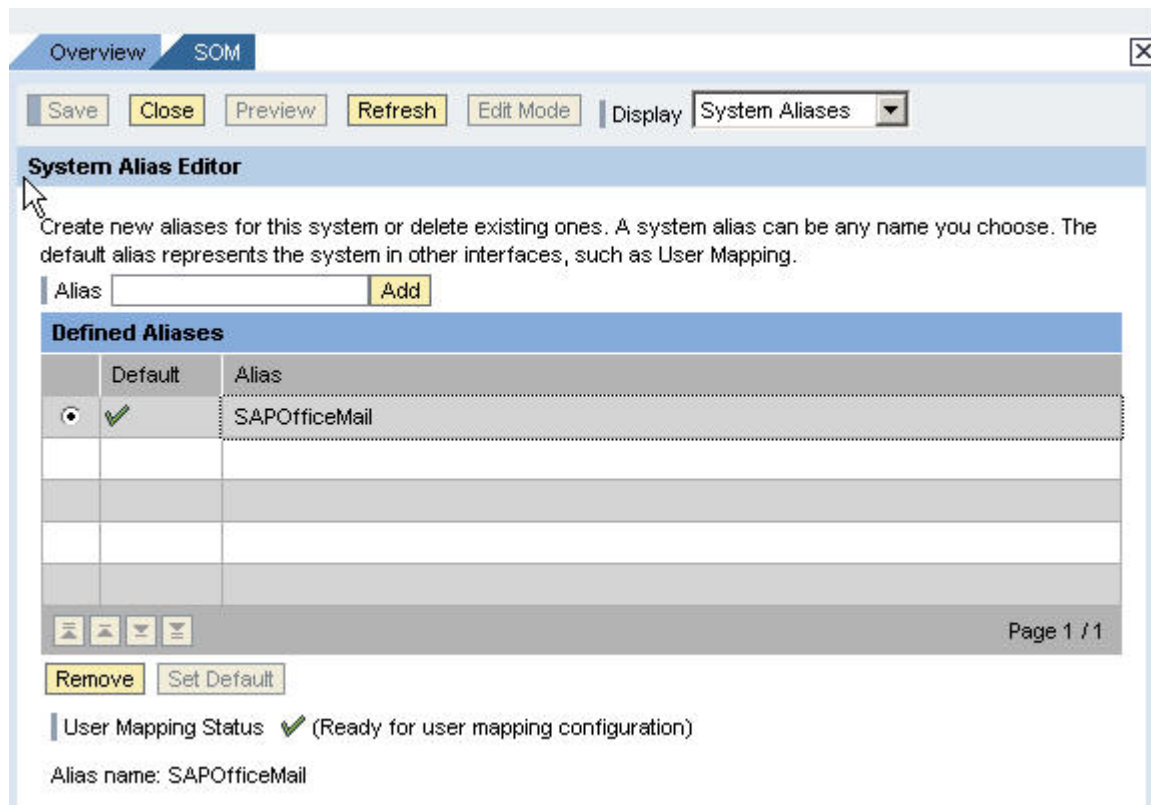 Overview SOM
Save Close Preview Refresh Edit Mode Display System Aliases
System Alias Editor
Create new aliases for this system or delete existing ones. A system alias can be any name you choose. The
default alias represents the system in other interfaces, such as User Mapping.
Alias Add
Defined Aliases
Default Alias
SAPOfficeMail
Page 1 / 1
Remove Set Default
User Mapping Status (Ready for user mapping configuration)
Alias name: SAPOfficeMail